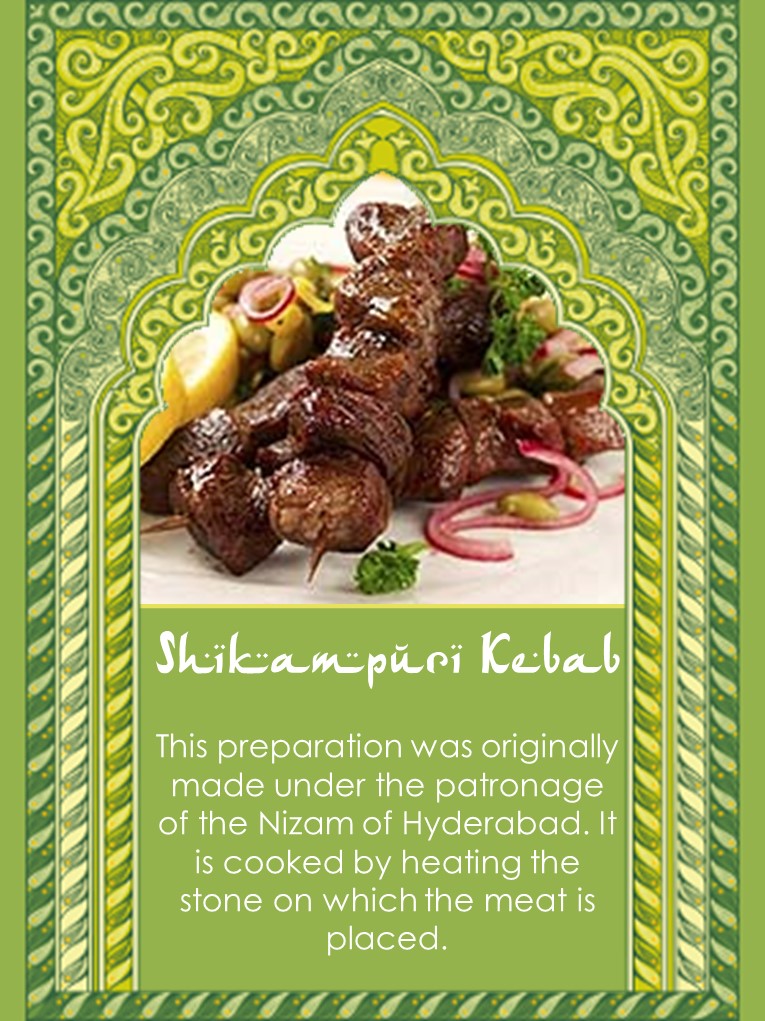 Shikampuri Kebab
This preparation was originally
made under the patronage
of the Nizam of Hyderabad. It
is cooked by heating the
stone on which the meat is
placed.